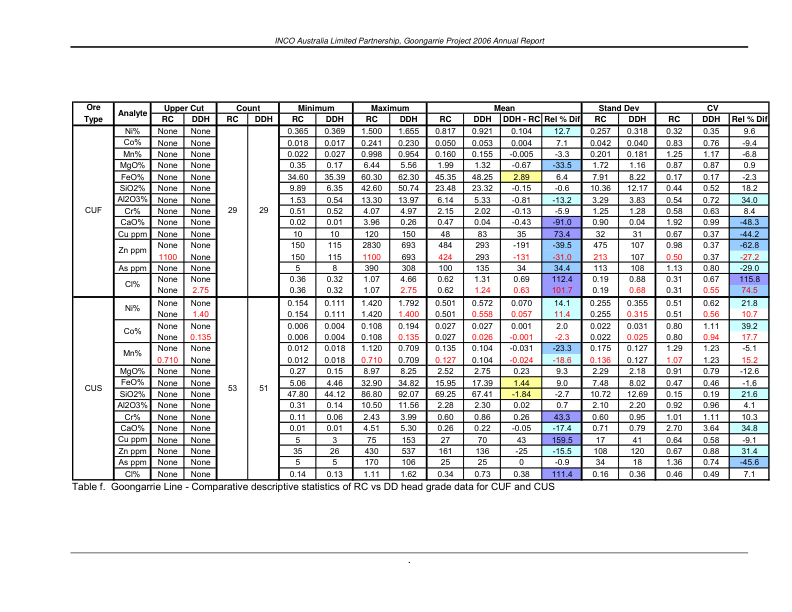 INCO Australia Limited Partnership, Goongarrie Project 2006 Annual Report
Ore Type Analyte Upper Cut Count Minimum Maximum Mean Stand Dev CV
RC DDH RC DDH RC DDH RC DDH RC DDH DDH - RC Rel % Dif RC DDH RC DDH Rel % Dif
CUF 29 29
Ni% None None 0.365 0.369 1.500 1.655 0.817 0.921 0.104 12.7 0.257 0.318 0.32 0.35 9.6
Co% None None 0.018 0.017 0.241 0.230 0.050 0.053 0.004 7.1 0.042 0.040 0.83 0.76 -9.4
Mn% None None 0.022 0.027 0.998 0.954 0.160 0.155 -0.005 -3.3 0.201 0.181 1.25 1.17 -6.8
MgO% None None 0.35 0.17 6.44 5.56 1.99 1.32 -0.67 -33.5 1.72 1.16 0.87 0.87 0.9
FeO% None None 34.60 35.39 60.30 62.30 45.35 48.25 2.89 6.4 7.91 8.22 0.17 0.17 -2.3
SiO2% None None 9.89 6.35 42.60 50.74 23.48 23.32 -0.15 -0.6 10.36 12.17 0.44 0.52 18.2
Al2O3% None None 1.53 0.54 13.30 13.97 6.14 5.33 -0.81 -13.2 3.29 3.83 0.54 0.72 34.0
Cr% None None 0.51 0.52 4.07 4.97 2.15 2.02 -0.13 -5.9 1.25 1.28 0.58 0.63 8.4
CaO% None None 0.02 0.01 3.96 0.26 0.47 0.04 -0.43 -91.0 0.90 0.04 1.92 0.99 -48.3
Cu ppm None None 10 10 120 150 48 83 35 73.4 32 31 0.67 0.37 -44.2
Zn ppm None None 150 115 2830 693 484 293 -191 -39.5 475 107 0.98 0.37 -62.8
1100 None 150 115 1100 693 424 293 -131 -31.0 213 107 0.50 0.37 -27.2
As ppm None None 5 8 390 308 100 135 34 34.4 113 108 1.13 0.80 -29.0
Cl% None None 0.36 0.32 1.07 4.66 0.62 1.31 0.69 112.4 0.19 0.88 0.31 0.67 115.8
None 2.75 0.36 0.32 1.07 2.75 0.62 1.24 0.63 101.7 0.19 0.68 0.31 0.55 74.5
CUS 53 51
Ni% None None 0.154 0.111 1.420 1.792 0.501 0.572 0.070 14.1 0.255 0.355 0.51 0.62 21.8
None 1.40 0.154 0.111 1.420 1.400 0.501 0.558 0.057 11.4 0.255 0.315 0.51 0.56 10.7
Co% None None 0.006 0.004 0.108 0.194 0.027 0.027 0.001 2.0 0.022 0.031 0.80 1.11 39.2
None 0.135 0.006 0.004 0.108 0.135 0.027 0.026 -0.001 -2.3 0.022 0.025 0.80 0.94 17.7
Mn% None None 0.012 0.018 1.120 0.709 0.135 0.104 -0.031 -23.3 0.175 0.127 1.29 1.23 -5.1
0.710 None 0.012 0.018 0.710 0.709 0.127 0.104 -0.024 -18.6 0.136 0.127 1.07 1.23 15.2
MgO% None None 0.27 0.15 8.97 8.25 2.52 2.75 0.23 9.3 2.29 2.18 0.91 0.79 -12.6
FeO% None None 5.06 4.46 32.90 34.82 15.95 17.39 1.44 9.0 7.48 8.02 0.47 0.46 -1.6
SiO2% None None 47.80 44.12 86.80 92.07 69.25 67.41 -1.84 -2.7 10.72 12.69 0.15 0.19 21.6
Al2O3% None None 0.31 0.14 10.50 11.56 2.28 2.30 0.02 0.7 2.10 2.20 0.92 0.96 4.1
Cr% None None 0.11 0.06 2.43 3.99 0.60 0.86 0.26 43.3 0.60 0.95 1.01 1.11 10.3
CaO% None None 0.01 0.01 4.51 5.30 0.26 0.22 -0.05 -17.4 0.71 0.79 2.70 3.64 34.8
Cu ppm None None 5 3 75 153 27 70 43 159.5 17 41 0.64 0.58 -9.1
Zn ppm None None 35 26 430 537 161 136 -25 -15.5 108 120 0.67 0.88 31.4
As ppm None None 5 5 170 106 25 25 0 -0.9 34 18 1.36 0.74 -45.6
Cl% None None 0.14 0.13 1.11 1.62 0.34 0.73 0.38 111.4 0.16 0.36 0.46 0.49 7.1
Table f. Goongarrie Line - Comparative descriptive statistics of RC vs DD head grade data for CUF and CUS
.